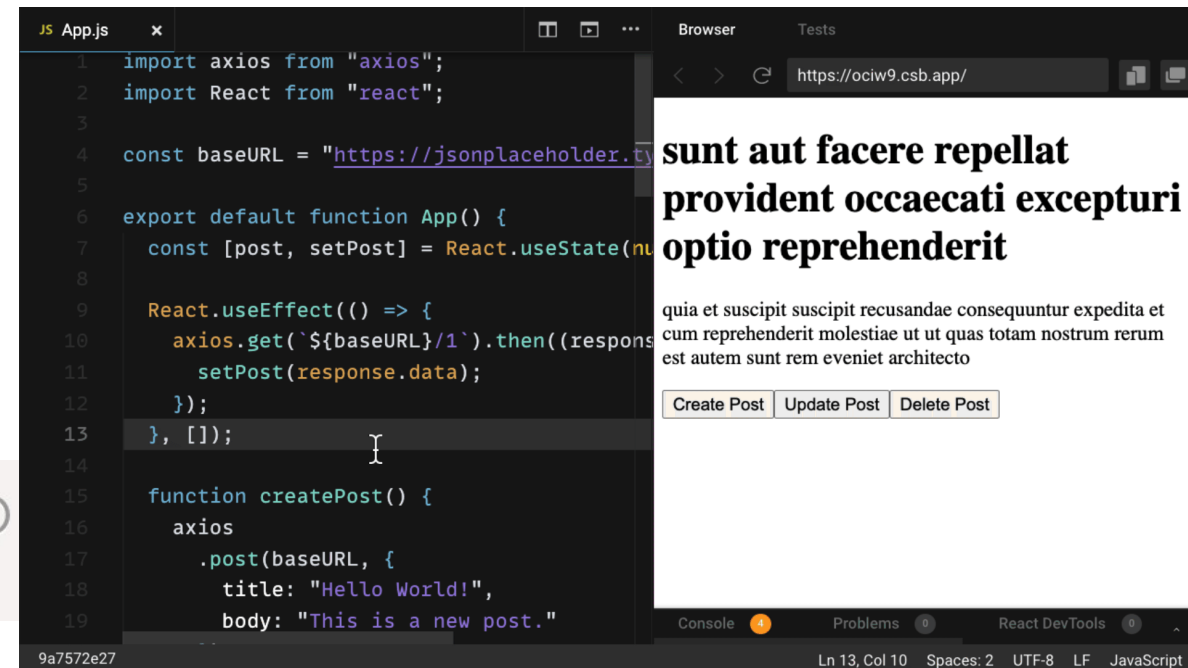 JS App.js ×
1 import axios from "axios";
2 import React from "react";
3
4 const baseURL = "https://jsonplaceholder.ty
5
6 export default function App() {
7 const [post, setPost] = React.useState(nu
8
9 React.useEffect(() => {
10 axios.get(`${baseURL}/1`).then((respons
11 setPost(response.data);
12 });
13 }, []);
14
15 function createPost() {
16 axios
17 .post(baseURL, {
18 title: "Hello World!",
19 body: "This is a new post."
9a7572e27
Browser Tests
https://ociw9.csb.app/
sunt aut facere repellat
provident occaecati excepturi
optio reprehenderit
quia et suscipit suscipit recusandae consequuntur expedita et
cum reprehenderit molestiae ut ut quas totam nostrum rerum
est autem sunt rem eveniet architecto
Create Post Update Post Delete Post
Console 4 Problems 0 React DevTools 0
Ln 13, Col 10 Spaces: 2 UTF-8 LF JavaScript